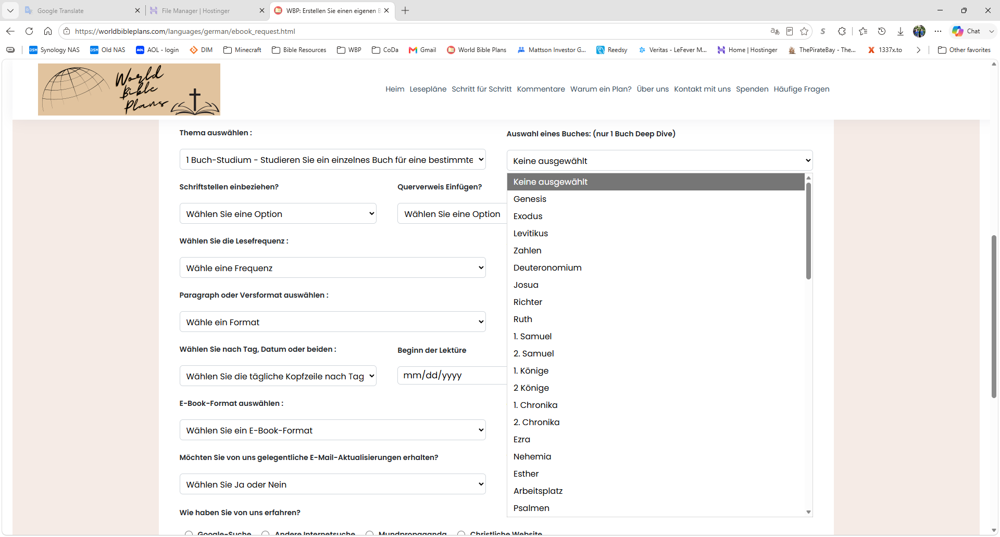 Google Translate
File Manager | Hostinger
WBP: Erstellen Sie einen eigenen B
https://worldbibleplans.com/languages/german/ebook_request.html
Chat
Synology NAS
Old NAS
AOL - login
DIM
Minecraft
Bible Resources
WBP
CoDa
Gmail
World Bible Plans
Mattson Investor G...
Reedsy
Veritas - LeFever M...
Home | Hostinger
ThePirateBay - The...
1337x.to
Other favorites
World
Bible
Plans
Heim Lesepläne Schritt für Schritt Kommentare Warum ein Plan? Über uns Kontakt mit uns Spenden Häufige Fragen
Thema auswählen :
1 Buch-Studium - Studieren Sie ein einzelnes Buch für eine bestimmte
Auswahl eines Buches: (nur 1 Buch Deep Dive)
Keine ausgewählt
Schriftstellen einbeziehen?
Wählen Sie eine Option
Querverweis Einfügen?
Wählen Sie eine Option
Wählen Sie die Lesefrequenz :
Wähle eine Frequenz
Paragraph oder Versformat auswählen :
Wähle ein Format
Wählen Sie nach Tag, Datum oder beiden :
Wählen Sie die tägliche Kopfzeile nach Tag
Beginn der Lektüre
mm/dd/yyyy
E-Book-Format auswählen :
Wählen Sie ein E-Book-Format
Möchten Sie von uns gelegentliche E-Mail-Aktualisierungen erhalten?
Wählen Sie Ja oder Nein
Wie haben Sie von uns erfahren?
Google-Suche Andere Internetsuche Mundpropaganda Christliche Website
Keine ausgewählt
Genesis
Exodus
Levitikus
Zahlen
Deuteronomium
Josua
Richter
Ruth
1. Samuel
2. Samuel
1. Könige
2 Könige
1. Chronika
2. Chronika
Ezra
Nehemia
Esther
Arbeitsplatz
Psalmen